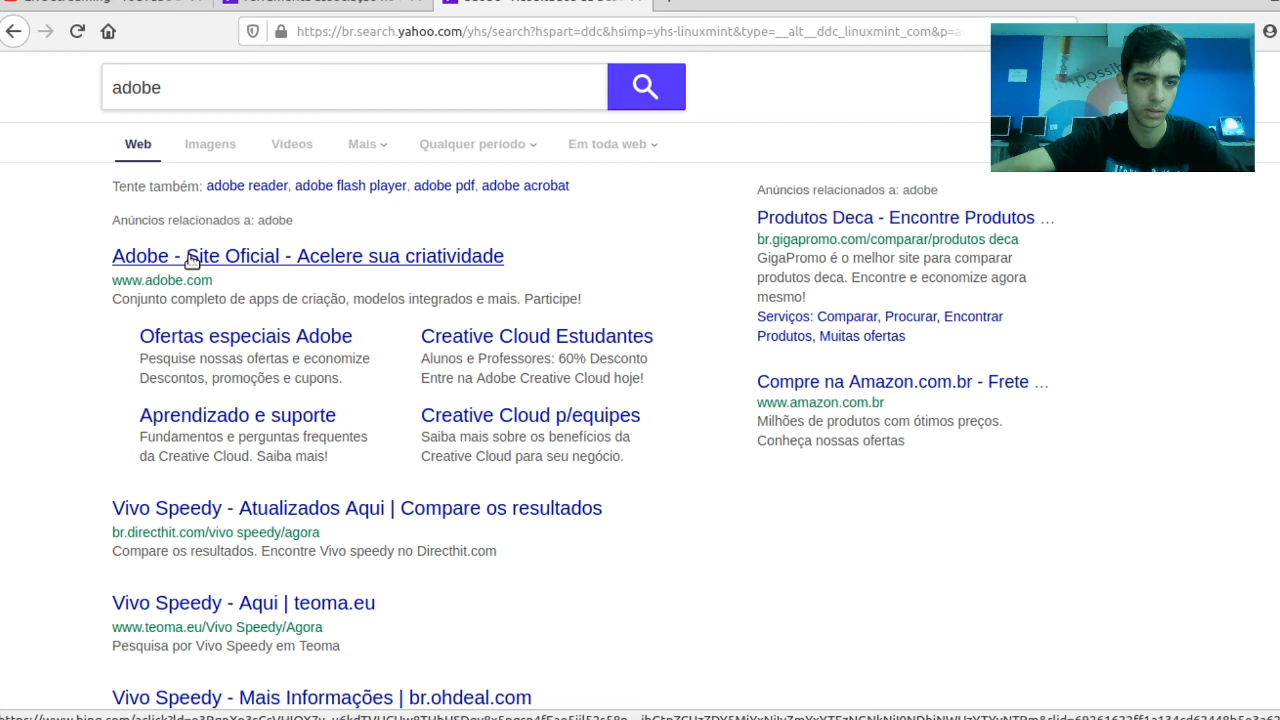 https://br.search.yahoo.com/yhs/search?hspart=ddc&hsimp=yhs-linuxmint&type=__alt__ddc_linuxmint_com&p=a
adobe
Web Imagens Vídeos Mais Qualquer período Em toda web
Tente também: adobe reader, adobe flash player, adobe pdf, adobe acrobat
Anúncios relacionados a: adobe
Adobe - Site Oficial - Acelere sua criatividade
www.adobe.com
Conjunto completo de apps de criação, modelos integrados e mais. Participe!
Ofertas especiais Adobe
Pesquise nossas ofertas e economize
Descontos, promoções e cupons.
Creative Cloud Estudantes
Alunos e Professores: 60% Desconto
Entre na Adobe Creative Cloud hoje!
Aprendizado e suporte
Fundamentos e perguntas frequentes
da Creative Cloud. Saiba mais!
Creative Cloud p/equipes
Saiba mais sobre os benefícios da
Creative Cloud para seu negócio.
Vivo Speedy - Atualizados Aqui | Compare os resultados
br.directhit.com/vivo speedy/agora
Compare os resultados. Encontre Vivo speedy no Directhit.com
Vivo Speedy - Aqui | teoma.eu
www.teoma.eu/Vivo Speedy/Agora
Pesquisa por Vivo Speedy em Teoma
Vivo Speedy - Mais Informações | br.ohdeal.com
Anúncios relacionados a: adobe
Produtos Deca - Encontre Produtos ...
br.gigapromo.com/comparar/produtos deca
GigaPromo é o melhor site para comparar
produtos deca. Encontre e economize agora
mesmo!
Serviços: Comparar, Procurar, Encontrar
Produtos, Muitas ofertas
Compre na Amazon.com.br - Frete ...
www.amazon.com.br
Milhões de produtos com ótimos preços.
Conheça nossas ofertas